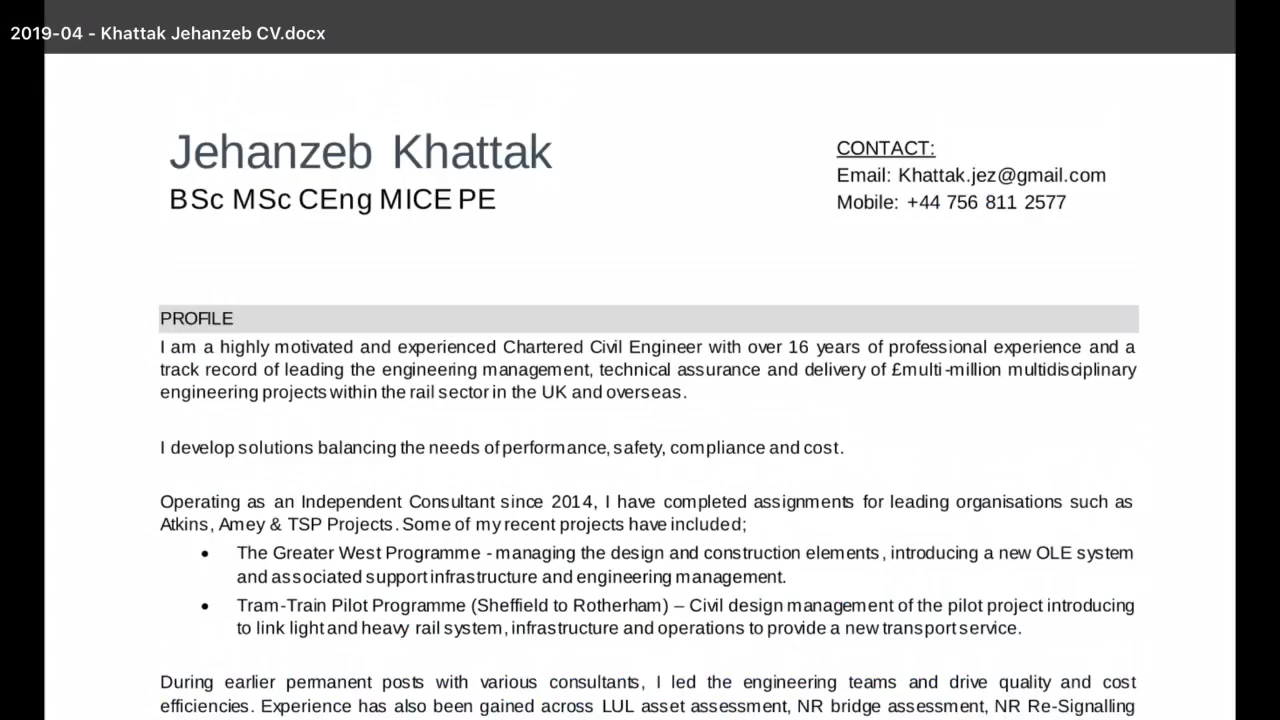 2019-04 - Khattak Jehanzeb CV.docx
Jehanzeb Khattak
BSc MSc CEng MICE PE
CONTACT:
Email: Khattak.jez@gmail.com
Mobile: +44 756 811 2577
PROFILE
I am a highly motivated and experienced Chartered Civil Engineer with over 16 years of professional experience and a
track record of leading the engineering management, technical assurance and delivery of £multi-million multidisciplinary
engineering projects within the rail sector in the UK and overseas.
I develop solutions balancing the needs of performance, safety, compliance and cost.
Operating as an Independent Consultant since 2014, I have completed assignments for leading organisations such as
Atkins, Amey & TSP Projects. Some of my recent projects have included;
• The Greater West Programme - managing the design and construction elements, introducing a new OLE system
and associated support infrastructure and engineering management.
• Tram-Train Pilot Programme (Sheffield to Rotherham) – Civil design management of the pilot project introducing
to link light and heavy rail system, infrastructure and operations to provide a new transport service.
During earlier permanent posts with various consultants, I led the engineering teams and drive quality and cost
efficiencies. Experience has also been gained across LUL asset assessment, NR bridge assessment, NR Re-Signalling